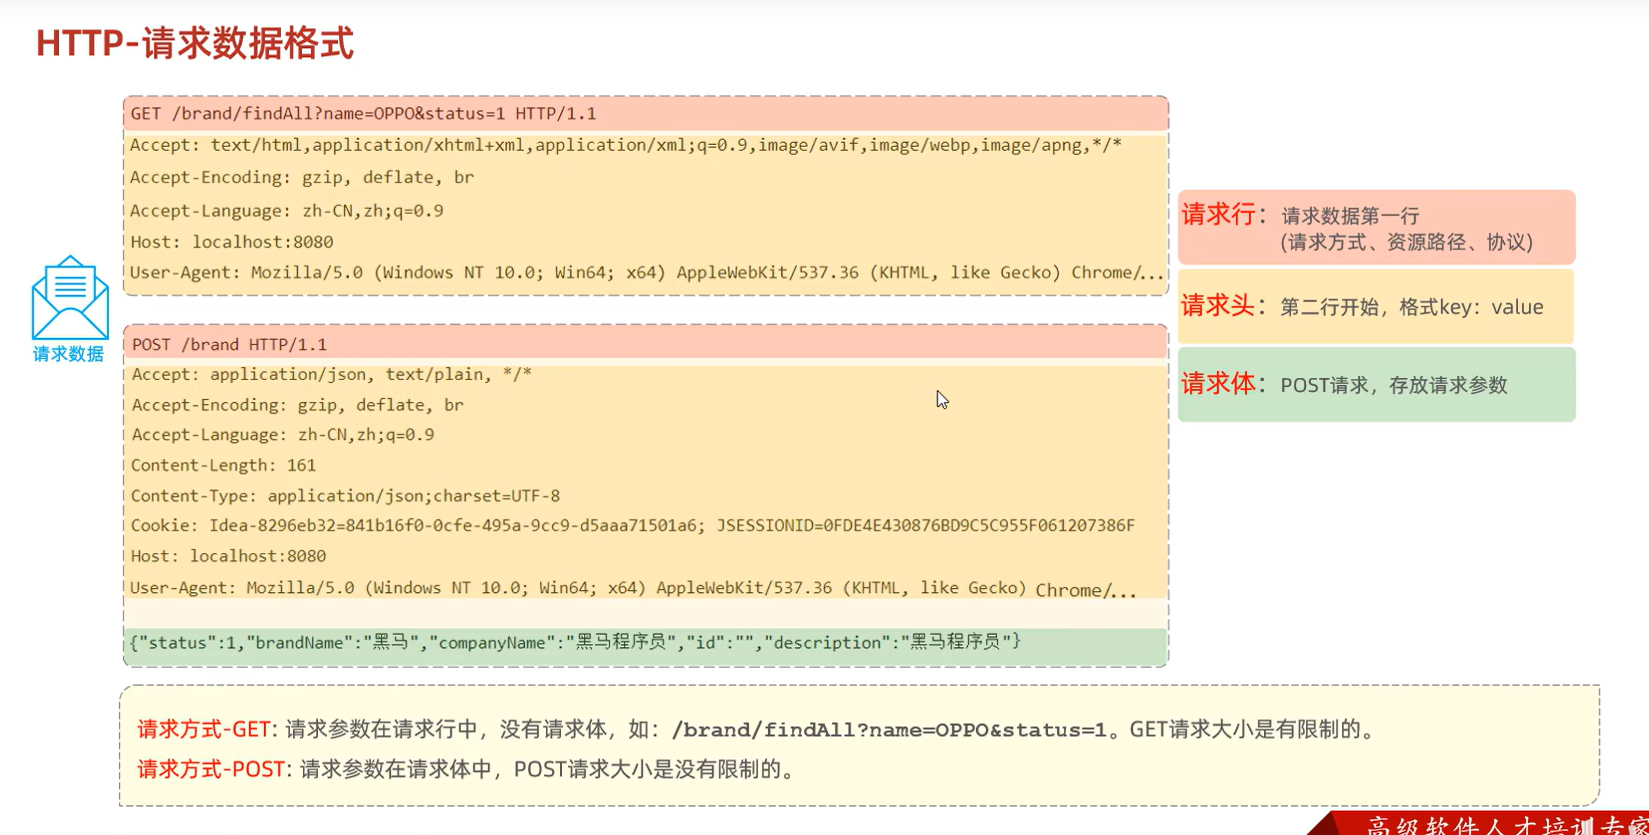 HTTP-请求数据格式
GET /brand/findAll?name=OPPO&status=1 HTTP/1.1
Accept: text/html,application/xhtml+xml,application/xml;q=0.9,image/avif,image/webp,image/apng,*/*
Accept-Encoding: gzip, deflate, br
Accept-Language: zh-CN,zh;q=0.9
Host: localhost:8080
User-Agent: Mozilla/5.0 (Windows NT 10.0; Win64; x64) AppleWebKit/537.36 (KHTML, like Gecko) Chrome/...
请求数据
POST /brand HTTP/1.1
Accept: application/json, text/plain, */*
Accept-Encoding: gzip, deflate, br
Accept-Language: zh-CN,zh;q=0.9
Content-Length: 161
Content-Type: application/json;charset=UTF-8
Cookie: Idea-8296eb32=841b16f0-0cfe-495a-9cc9-d5aaa71501a6; JSESSIONID=0FDE4E430876BD9C5C955F061207386F
Host: localhost:8080
User-Agent: Mozilla/5.0 (Windows NT 10.0; Win64; x64) AppleWebKit/537.36 (KHTML, like Gecko) Chrome/...
{"status":1,"brandName":"黑马","companyName":"黑马程序员","id":"","description":"黑马程序员"}
请求行：请求数据第一行
(请求方式、资源路径、协议)
请求头：第二行开始，格式key：value
请求体：POST请求，存放请求参数
请求方式-GET: 请求参数在请求行中，没有请求体，如：/brand/findAll?name=OPPO&status=1。GET请求大小是有限制的。
请求方式-POST: 请求参数在请求体中，POST请求大小是没有限制的。
高级软件人才培训专家